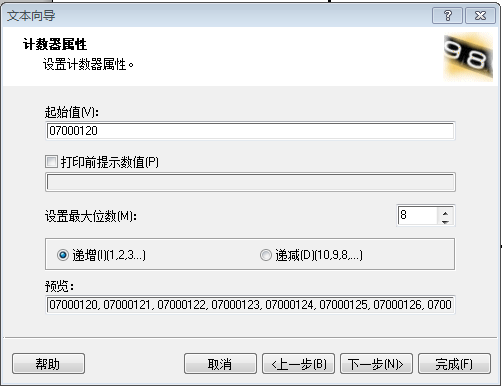 文本向导
计数器属性
设置计数器属性。
98
起始值(V):
07000120
打印前提示数值(P)
设置最大位数(M):
8
递增(I)(1,2,3...)
递减(D)(10,9,8,...)
预览:
07000120, 07000121, 07000122, 07000123, 07000124, 07000125, 07000126, 0700
帮助
取消
<上一步(B)
下一步(N)>
完成(F)